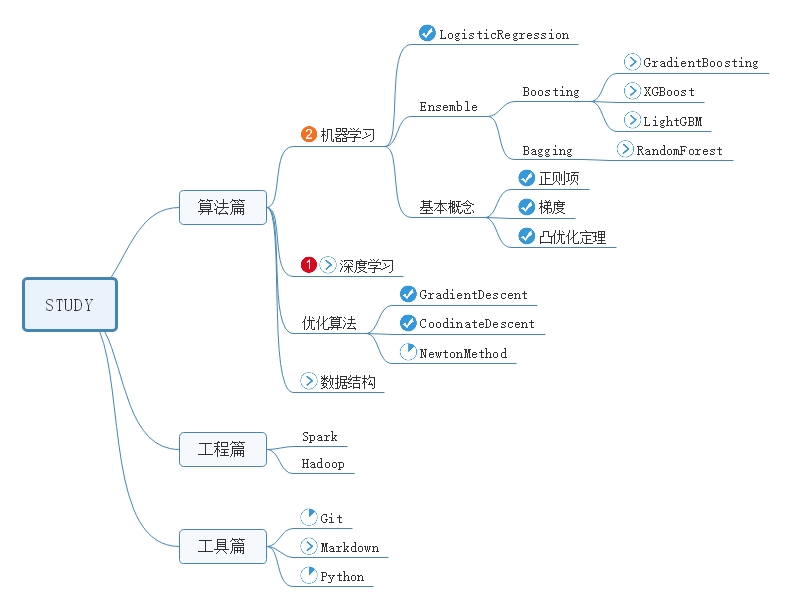 STUDY
算法篇
2 机器学习
LogisticRegression
Ensemble
Boosting
GradientBoosting
XGBoost
LightGBM
Bagging
RandomForest
基本概念
正则项
梯度
凸优化定理
1 深度学习
优化算法
GradientDescent
CoodinateDescent
NewtonMethod
数据结构
工程篇
Spark
Hadoop
工具篇
Git
Markdown
Python